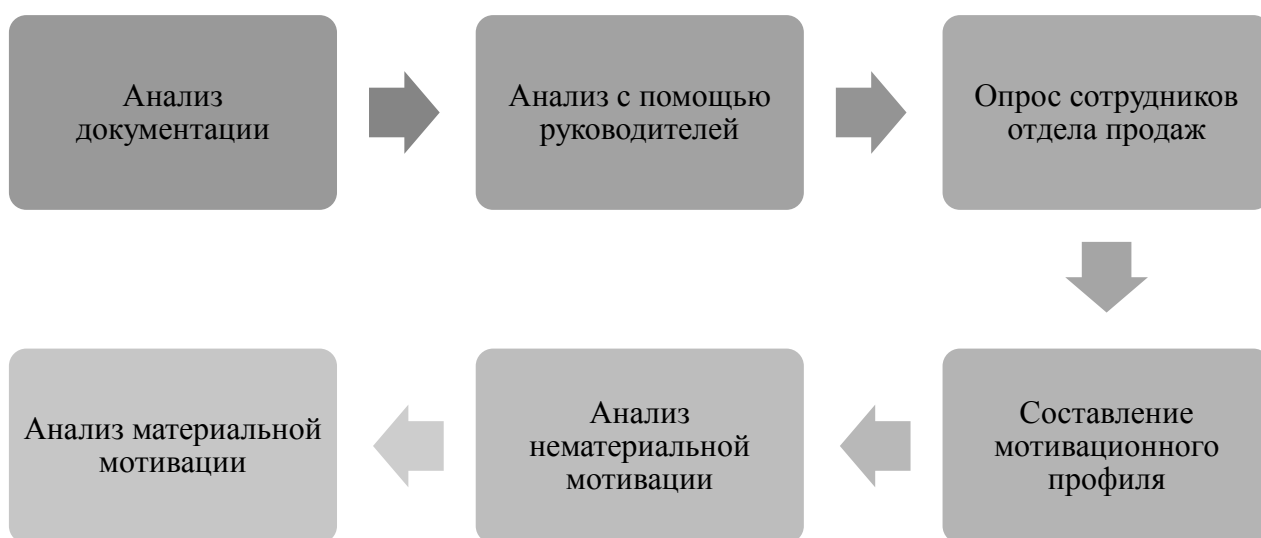 Анализ
документации
Анализ с помощью
руководителей
Опрос сотрудников
отдела продаж
Составление
мотивационного
профиля
Анализ
нематериальной
мотивации
Анализ материальной
мотивации